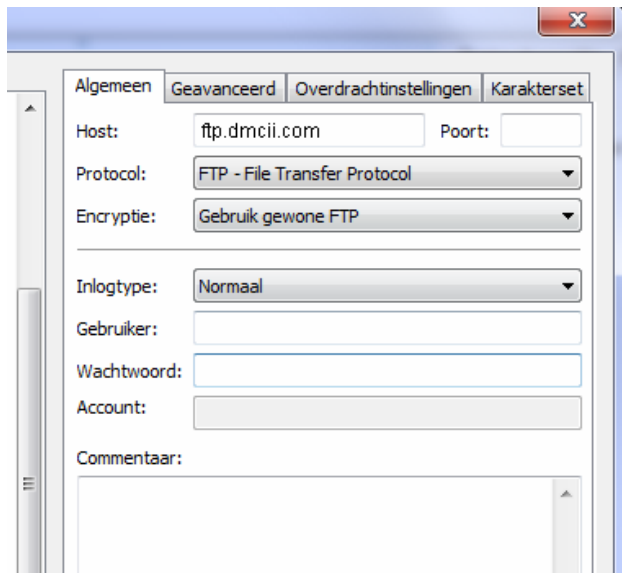 Algemeen Geavanceerd Overdrachtinstellingen Karakterset
Host: ftp.dmcii.com Poort:
Protocol: FTP - File Transfer Protocol
Encryptie: Gebruik gewone FTP
Inlogtype: Normaal
Gebruiker:
Wachtwoord:
Account:
Commentaar: